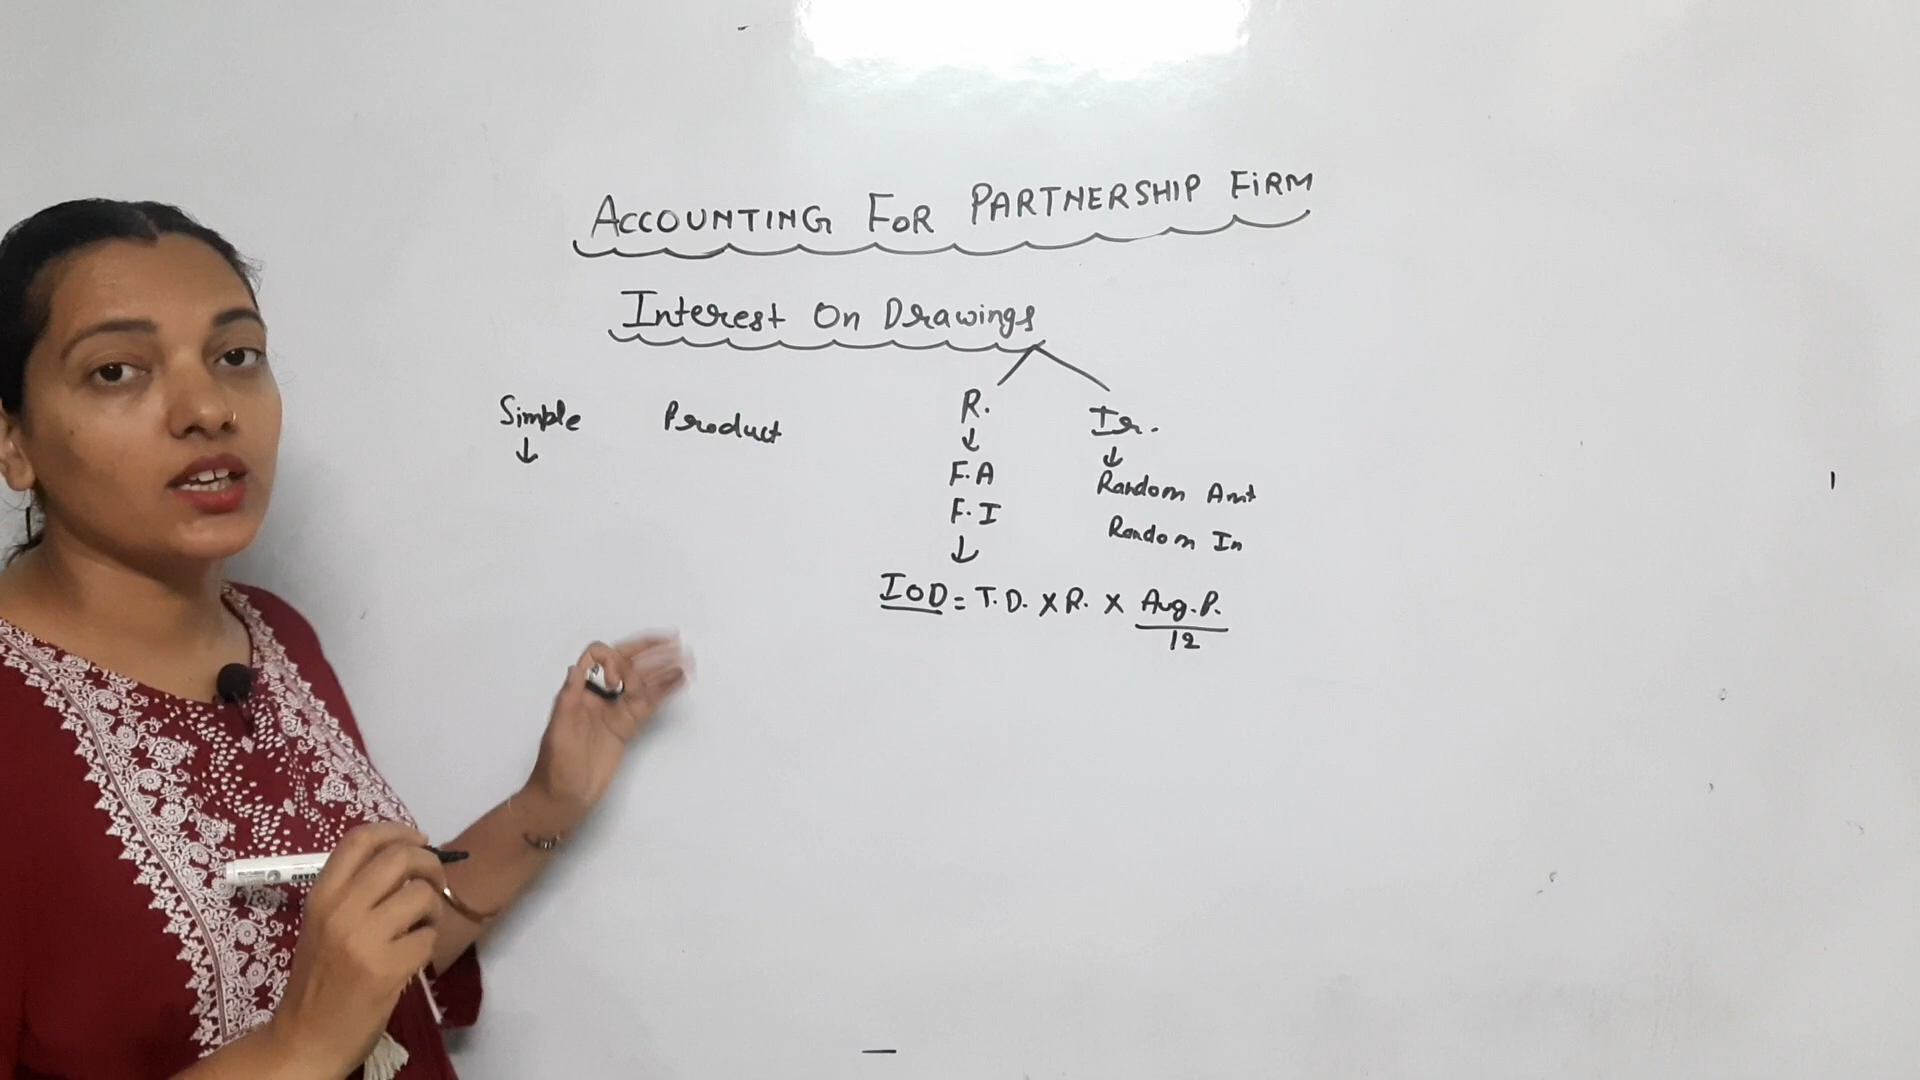 ACCOUNTING FOR PARTNERSHIP FIRM
Interest On Drawings
Simple Product
R. Ir.
F.A
F.I
Random Amt
Random In
IOD = T.D. X R. X Avg.P. / 12